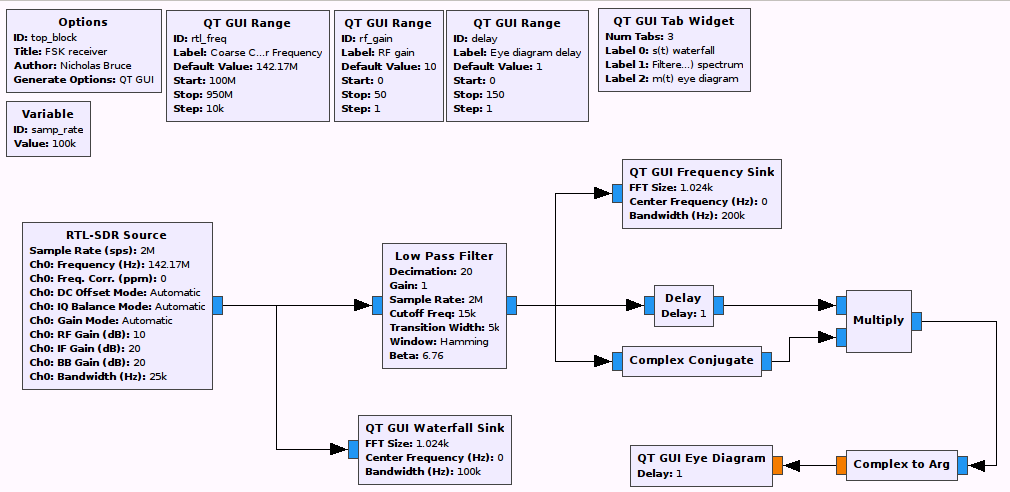 Options
ID: top_block
Title: FSK receiver
Author: Nicholas Bruce
Generate Options: QT GUI
QT GUI Range
ID: rtl_freq
Label: Coarse C...r Frequency
Default Value: 142.17M
Start: 100M
Stop: 950M
Step: 10k
QT GUI Range
ID: rf_gain
Label: RF gain
Default Value: 10
Start: 0
Stop: 50
Step: 1
QT GUI Range
ID: delay
Label: Eye diagram delay
Default Value: 1
Start: 0
Stop: 150
Step: 1
QT GUI Tab Widget
Num Tabs: 3
Label 0: s(t) waterfall
Label 1: Filtere...) spectrum
Label 2: m(t) eye diagram
Variable
ID: samp_rate
Value: 100k
QT GUI Frequency Sink
FFT Size: 1.024k
Center Frequency (Hz): 0
Bandwidth (Hz): 200k
RTL-SDR Source
Sample Rate (sps): 2M
Ch0: Frequency (Hz): 142.17M
Ch0: Freq. Corr. (ppm): 0
Ch0: DC Offset Mode: Automatic
Ch0: IQ Balance Mode: Automatic
Ch0: Gain Mode: Automatic
Ch0: RF Gain (dB): 10
Ch0: IF Gain (dB): 20
Ch0: BB Gain (dB): 20
Ch0: Bandwidth (Hz): 25k
Low Pass Filter
Decimation: 20
Gain: 1
Sample Rate: 2M
Cutoff Freq: 15k
Transition Width: 5k
Window: Hamming
Beta: 6.76
Delay
Delay: 1
Multiply
Complex Conjugate
QT GUI Waterfall Sink
FFT Size: 1.024k
Center Frequency (Hz): 0
Bandwidth (Hz): 100k
QT GUI Eye Diagram
Delay: 1
Complex to Arg